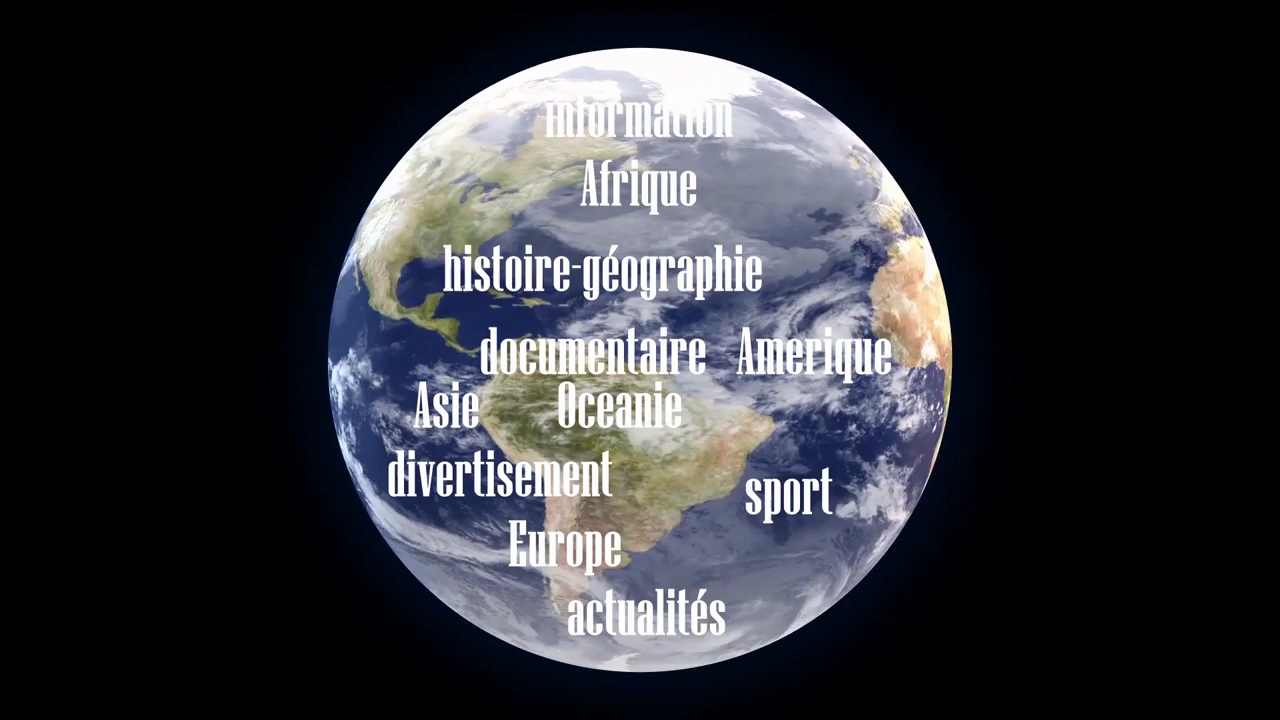 information
Afrique
histoire-géographie
documentaire Amerique
Asie Oceanie
divertisement
sport
Europe
actualités